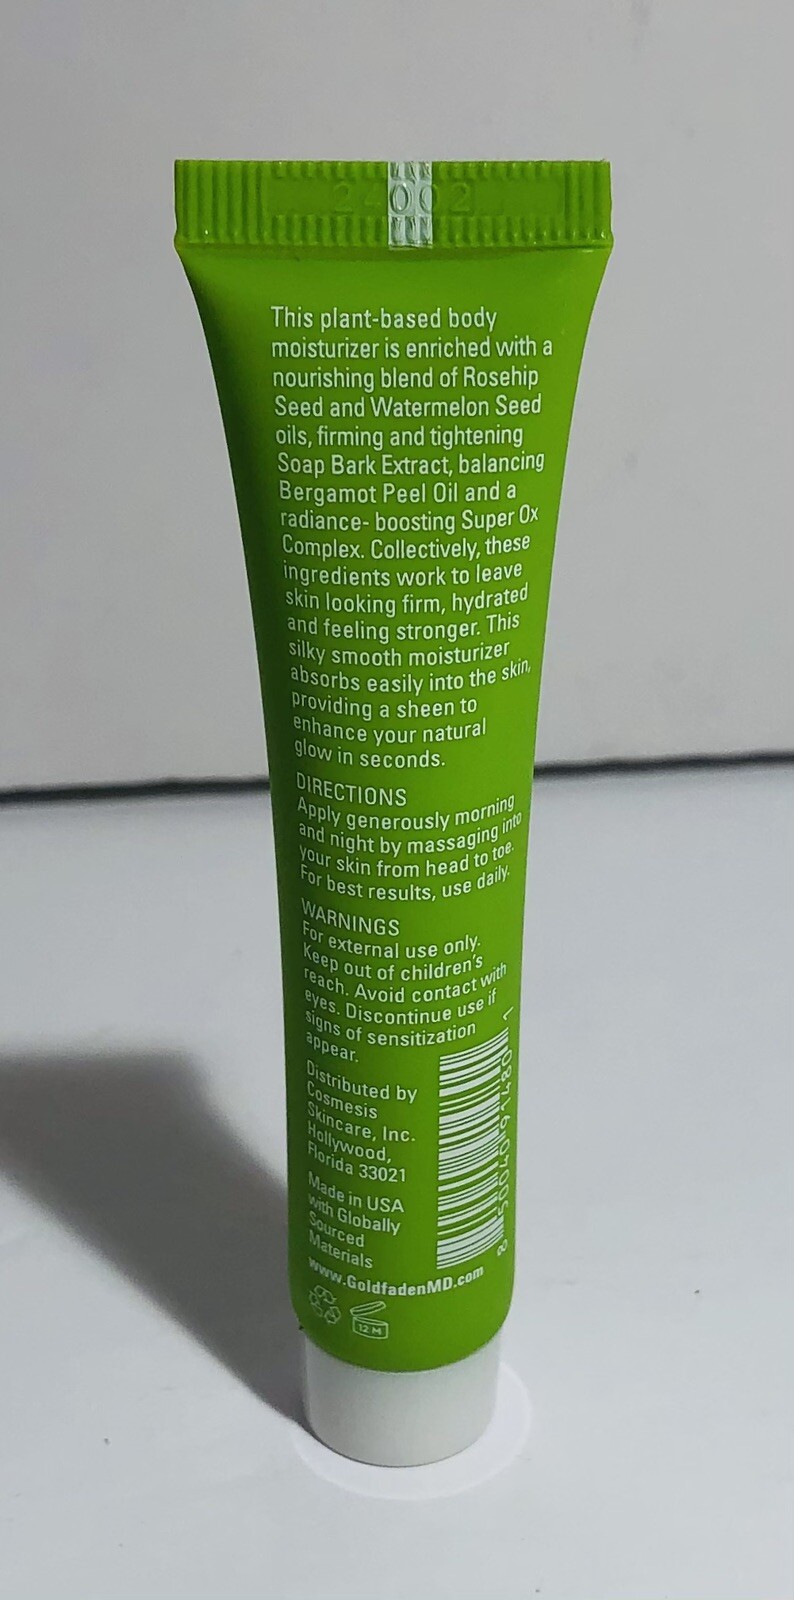 24002
This plant-based body
moisturizer is enriched with a
nourishing blend of Rosehip
Seed and Watermelon Seed
oils, firming and tightening
Soap Bark Extract, balancing
Bergamot Peel Oil and a
radiance- boosting Super Ox
Complex. Collectively, these
ingredients work to leave
skin looking firm, hydrated
and feeling stronger. This
silky smooth moisturizer
absorbs easily into the skin,
providing a sheen to
enhance your natural
glow in seconds.
DIRECTIONS
Apply generously morning
and night by massaging into
your skin from head to toe.
For best results, use daily.
WARNINGS
For external use only.
Keep out of children's
reach. Avoid contact with
eyes. Discontinue use if
signs of sensitization
appear.
Distributed by
Cosmesis
Skincare, Inc.
Hollywood,
Florida 33021
Made in USA
with Globally
Sourced
Materials
8 50040 91480 1
www.GoldfadenMD.com
12 M